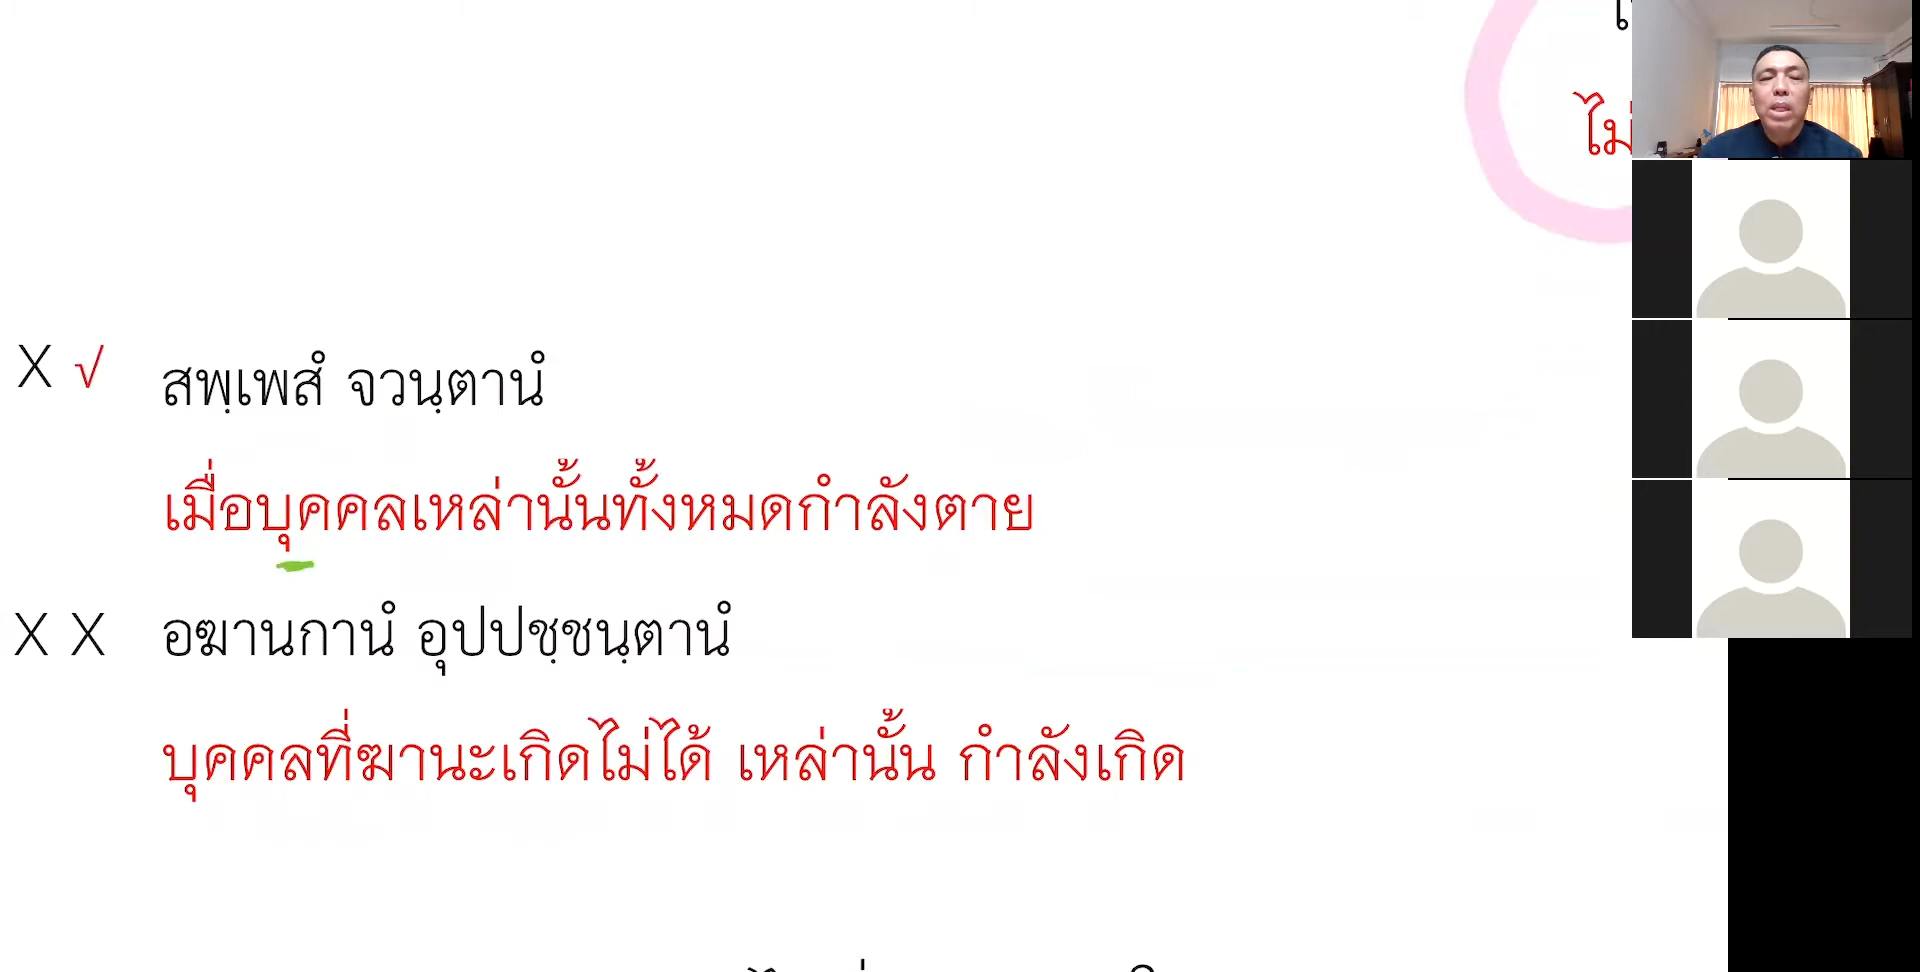 ไม่
X √ สพฺเพสํ จวนฺตานํ
เมื่อบุคคลเหล่านั้นทั้งหมดกำลังตาย
X X อฆานกานํ อุปปชฺชนฺตานํ
บุคคลที่ฆานะเกิดไม่ได้ เหล่านั้น กำลังเกิด